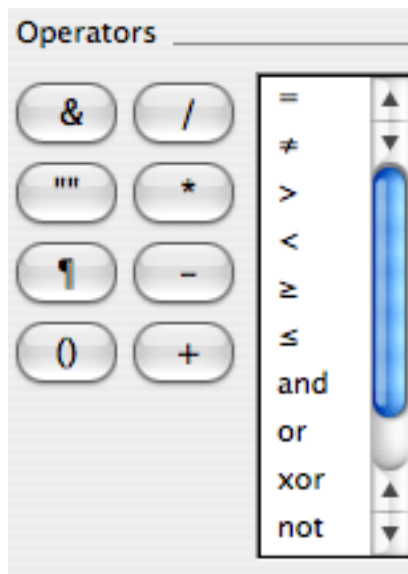 Operators
& /
"" *
¶ -
() +
=
≠
>
<
≥
≤
and
or
xor
not